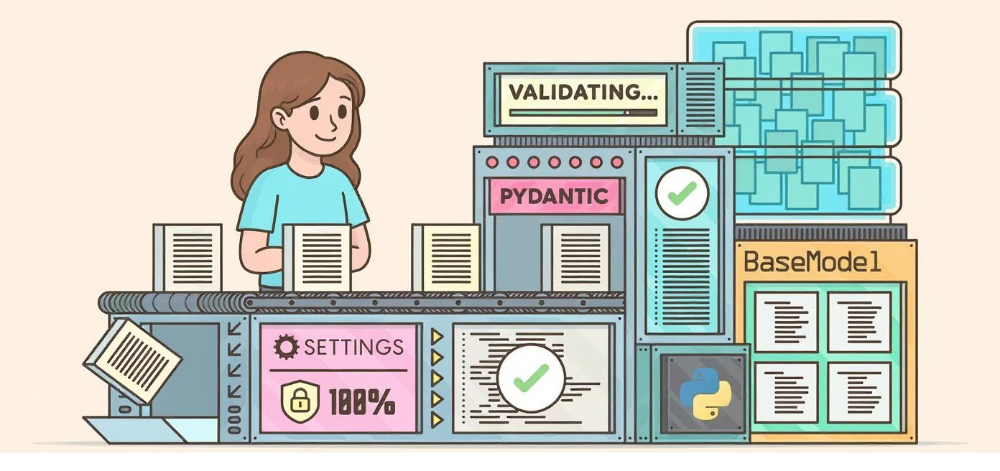 VALIDATING...
PYDANTIC
BaseModel
SETTINGS
100%